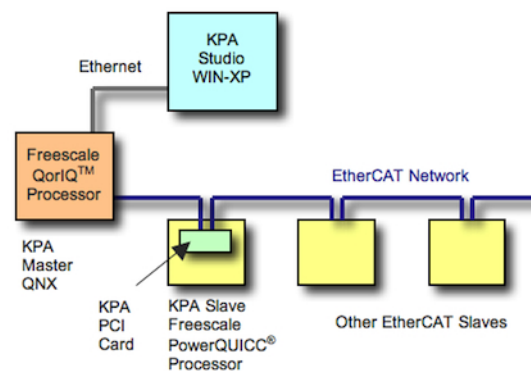 KPA
Studio
WIN-XP
Ethernet
Freescale
QorIQ™
Processor
EtherCAT Network
KPA
Master
QNX
KPA
PCI
Card
KPA Slave
Freescale
PowerQUICC®
Processor
Other EtherCAT Slaves